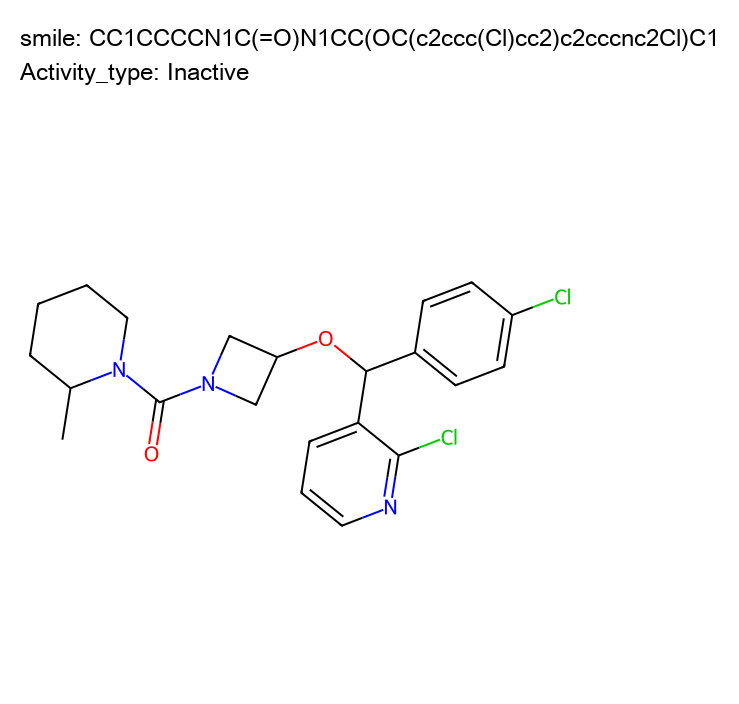 smile: CC1CCCCN1C(=O)N1CC(OC(c2ccc(Cl)cc2)c2cccnc2Cl)C1
Activity_type: Inactive
Cl
O
N
N
Cl
O
N